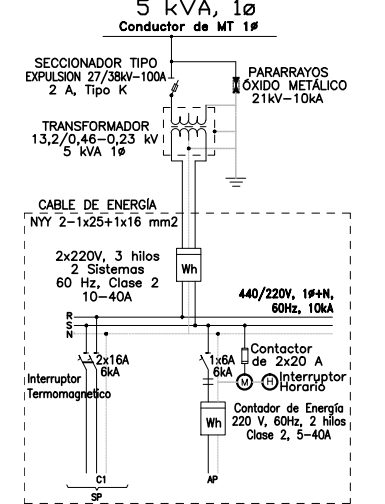 5 kVA, 1ø
Conductor de MT 1ø
SECCIONADOR TIPO
EXPULSION 27/38kV-100A
2 A, Tipo K
PARARRAYOS
ÓXIDO METÁLICO
21kV-10kA
TRANSFORMADOR
13,2/0,46-0,23 kV
5 kVA 1ø
CABLE DE ENERGÍA
NYY 2-1x25+1x16 mm2
2x220V, 3 hilos
2 Sistemas
60 Hz, Clase 2
10-40A
Wh
440/220V, 1ø+N,
60Hz, 10kA
R
S
N
2x16A
6kA
Interruptor
Termomagnetico
1x6A
6kA
Contactor
de 2x20 A
M
H
Interruptor
Horario
Wh
Contador de Energía
220 V, 60Hz, 2 hilos
Clase 2, 5-40A
C1
SP
AP